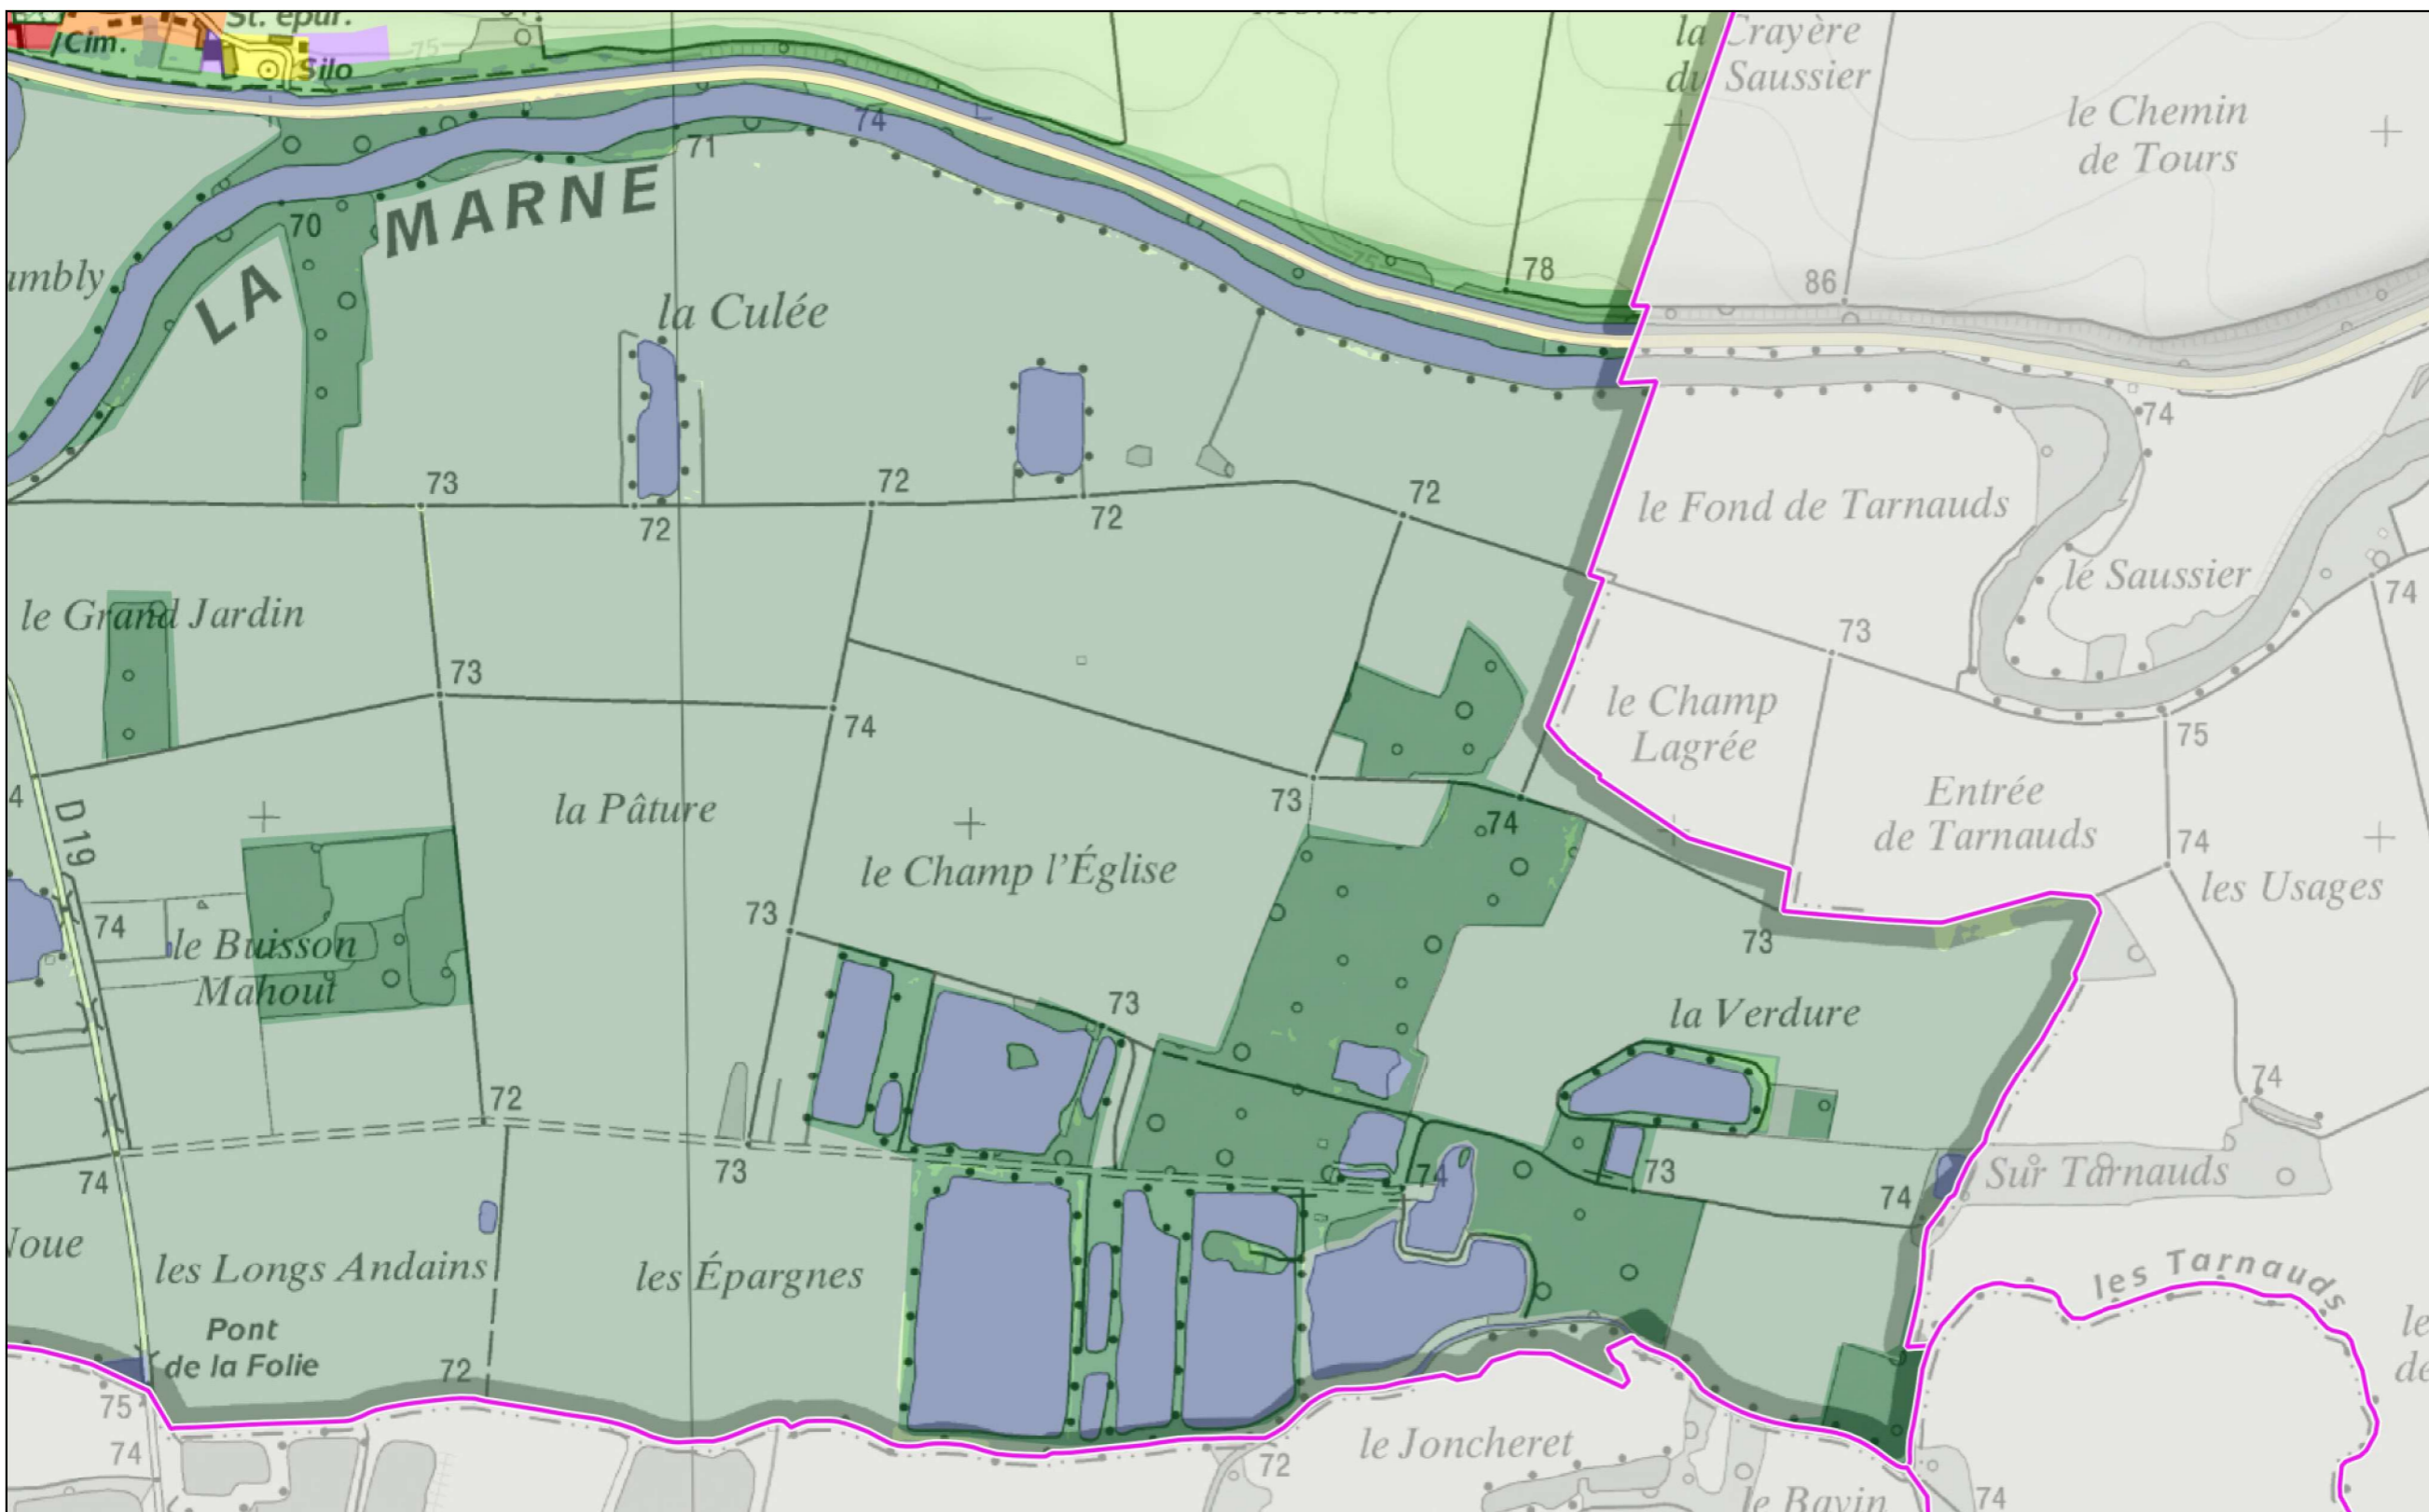 St. épur.
Cim.
75
Silo
la Crayère
du Saussier
le Chemin
de Tours
74
71
LA MARNE
70
75
78
86
la Culée
74
73
72
72
72
72
le Fond de Tarnauds
le Saussier
74
le Grand Jardin
73
73
74
le Champ
Lagrée
75
D19
la Pâture
73
74
Entrée
de Tarnauds
74
le Champ l'Église
les Usages
74
le Buisson
Mahout
73
73
73
la Verdure
72
74
74
73
74
73
74
Sur Tarnauds
les Longs Andains
les Épargnes
les Tarnauds
Pont
de la Folie
72
75
74
72
le Joncheret
le Bavin
74